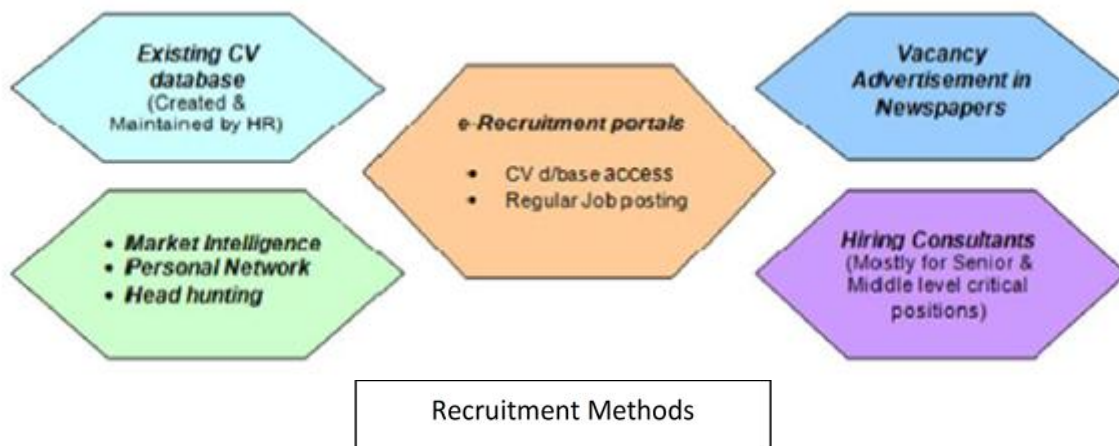 Existing CV
database
(Created &
Maintained by HR)
• Market Intelligence
• Personal Network
• Head hunting
e-Recruitment portals
• CV d/base access
• Regular Job posting
Vacancy
Advertisement in
Newspapers
Hiring Consultants
(Mostly for Senior &
Middle level critical
positions)
Recruitment Methods